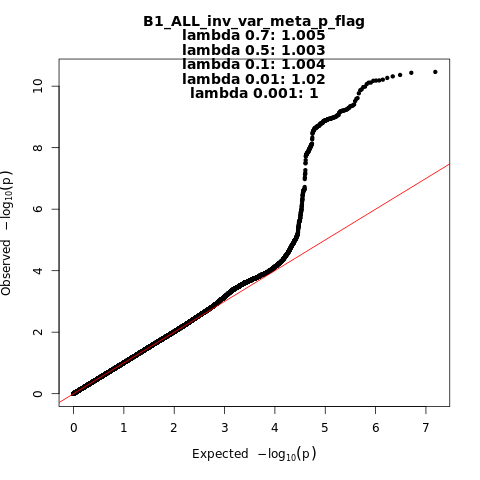 B1_ALL_inv_var_meta_p_flag
lambda 0.7: 1.005
lambda 0.5: 1.003
lambda 0.1: 1.004
lambda 0.01: 1.02
lambda 0.001: 1
Observed −log10(p)
10
8
6
4
2
0
0 1 2 3 4 5 6 7
Expected −log10(p)